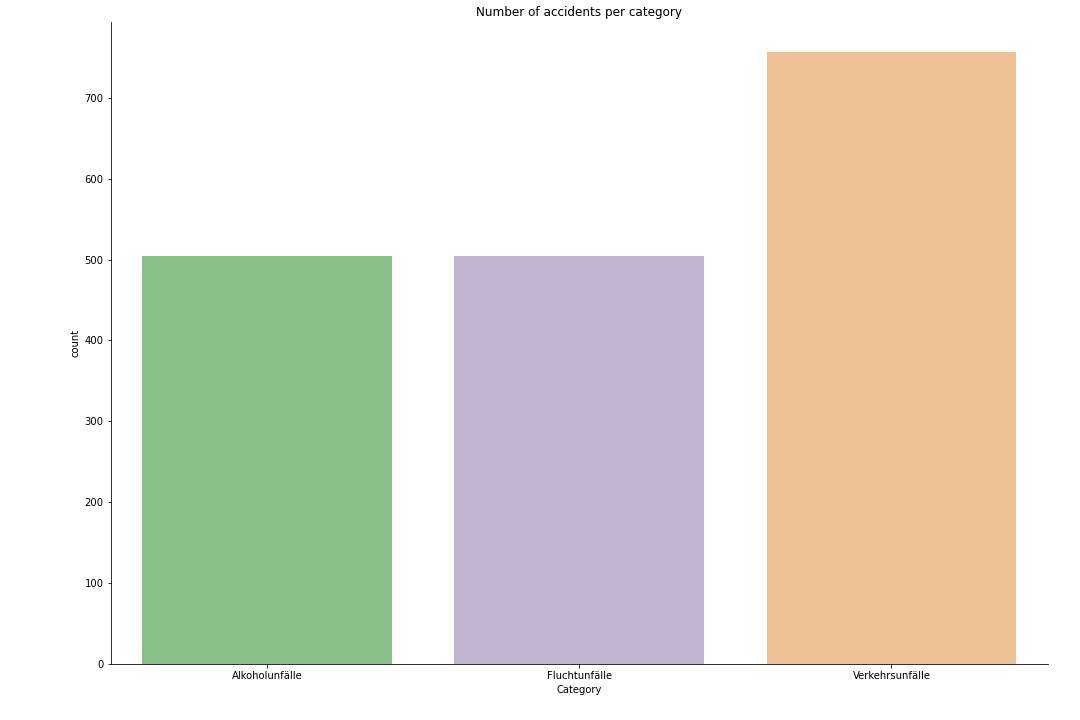 Number of accidents per category
700
600
500
400
300
200
100
0
count
Alkoholunfälle Fluchtunfälle Verkehrsunfälle
Category